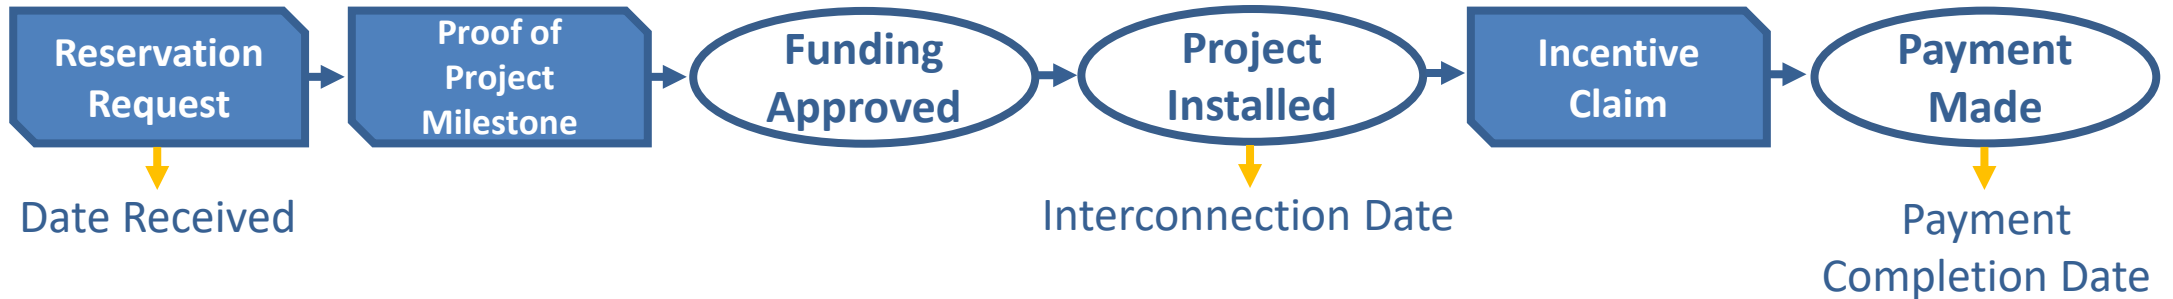 Reservation
Request
Proof of
Project
Milestone
Funding
Approved
Project
Installed
Incentive
Claim
Payment
Made
Date Received
Interconnection Date
Payment
Completion Date